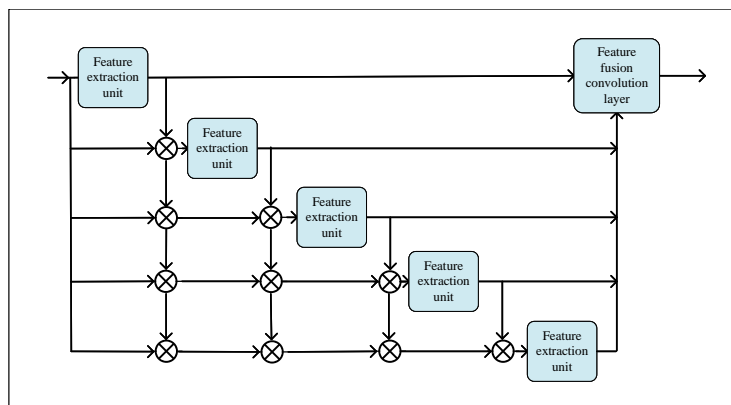 Feature
extraction
unit
Feature
fusion
convolution
layer
Feature
extraction
unit
Feature
extraction
unit
Feature
extraction
unit
Feature
extraction
unit